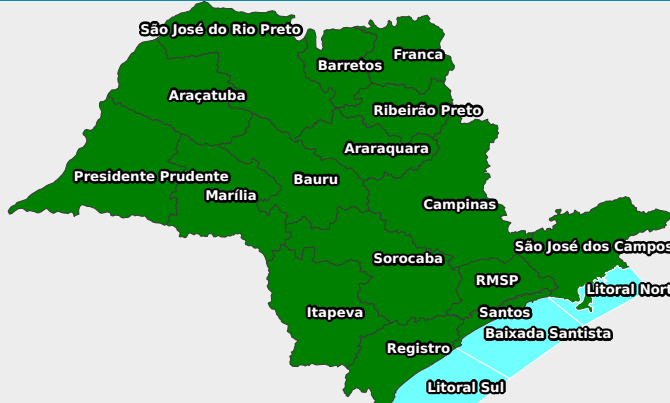 São José do Rio Preto
Franca
Barretos
Araçatuba
Ribeirão Preto
Araraquara
Presidente Prudente
Bauru
Marília
Campinas
São José dos Campos
Sorocaba
RMSP
Litoral Nort
Itapeva
Santos
Baixada Santista
Registro
Litoral Sul